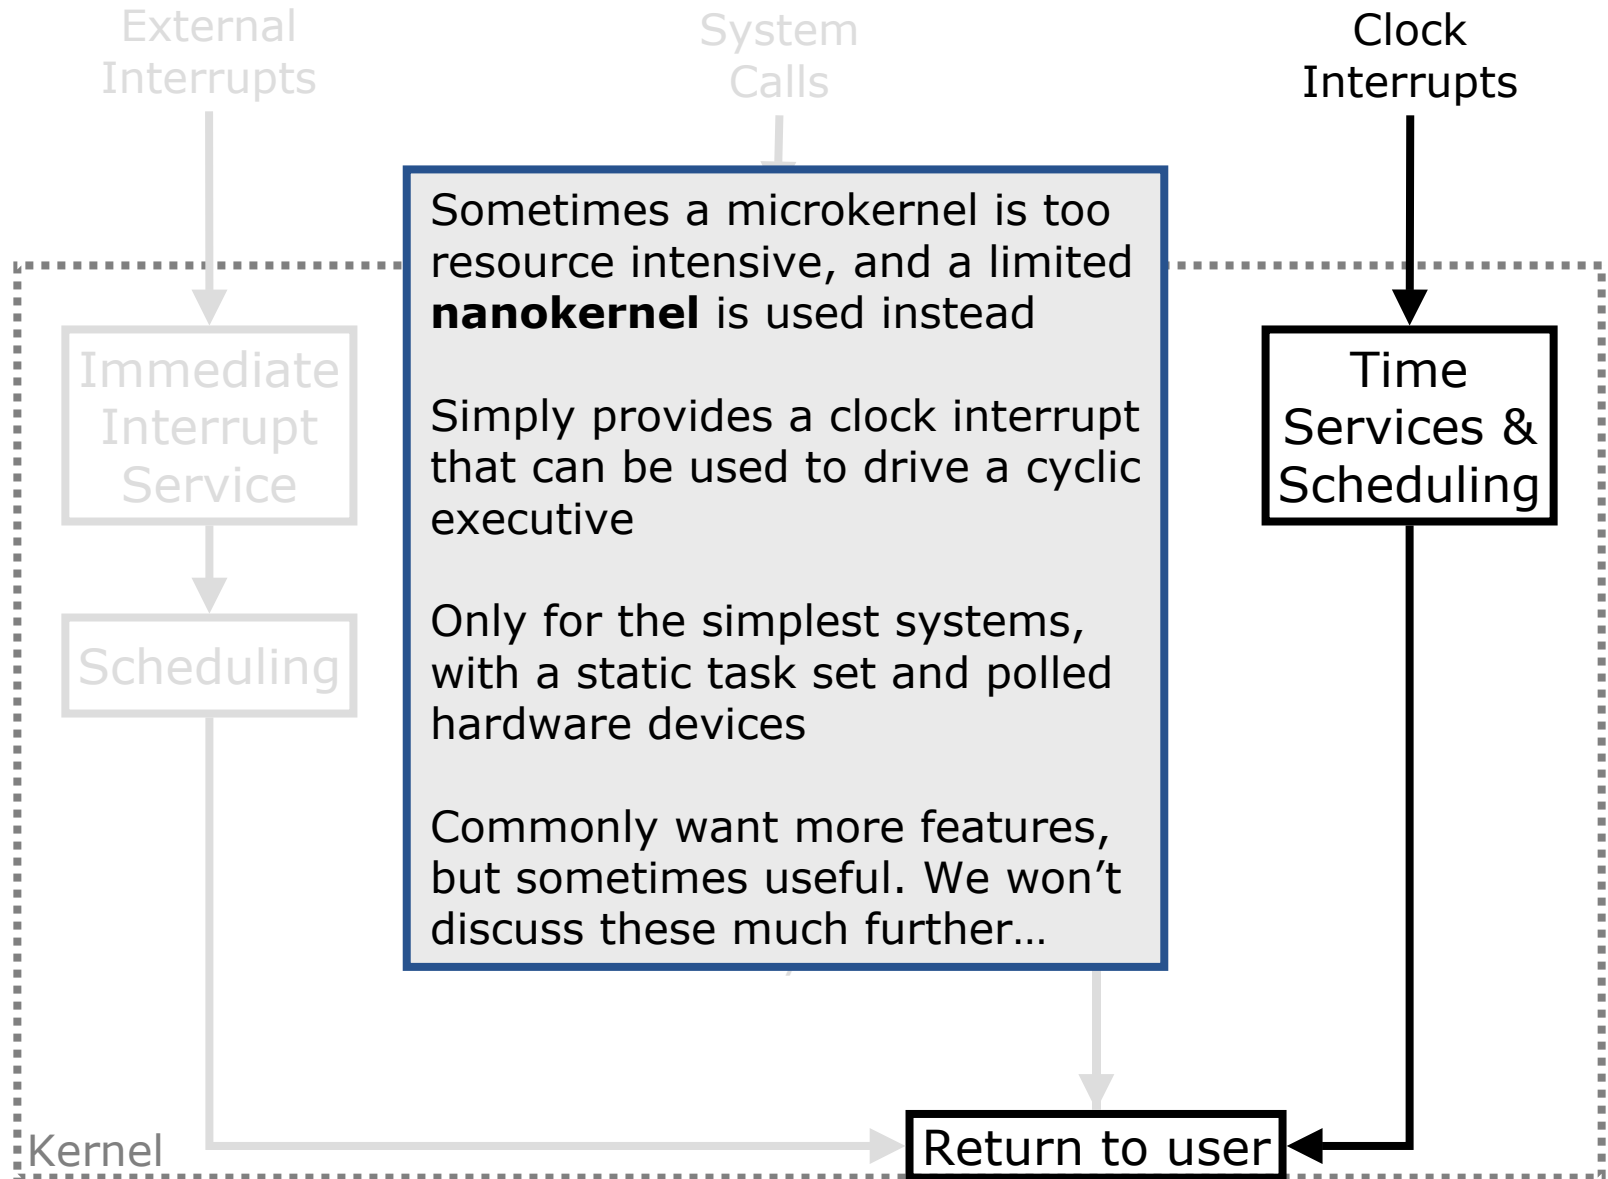 External
Interrupts
System
Calls
Clock
Interrupts
Sometimes a microkernel is too
resource intensive, and a limited
nanokernel is used instead
Simply provides a clock interrupt
that can be used to drive a cyclic
executive
Only for the simplest systems,
with a static task set and polled
hardware devices
Commonly want more features,
but sometimes useful. We won’t
discuss these much further…
Immediate
Interrupt
Service
Scheduling
Time
Services &
Scheduling
Return to user
Kernel